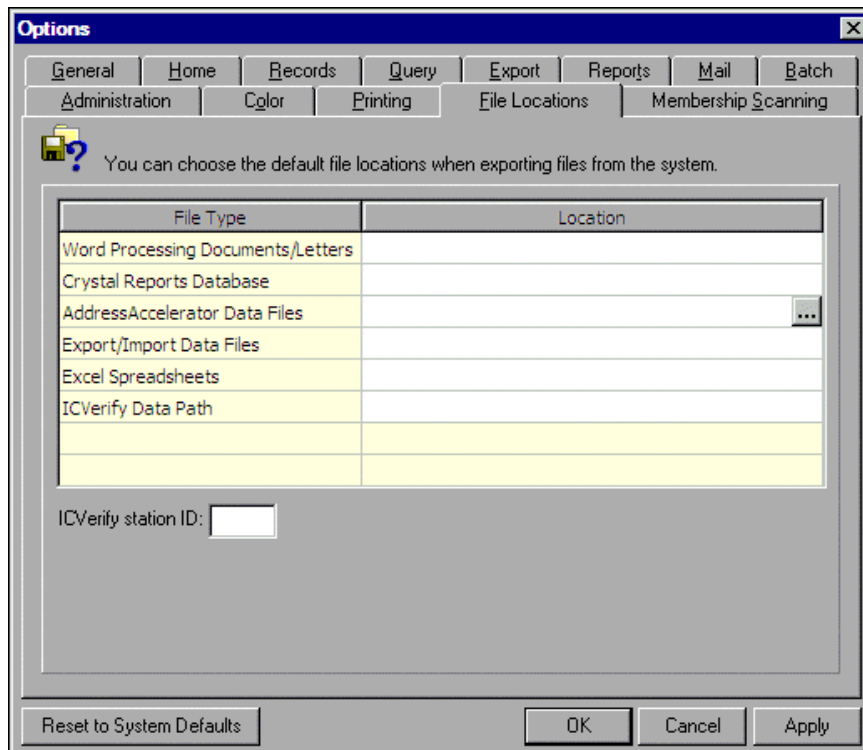 Options
General Home Records Query Export Reports Mail Batch
Administration Color Printing File Locations Membership Scanning
You can choose the default file locations when exporting files from the system.
File Type Location
Word Processing Documents/Letters
Crystal Reports Database
AddressAccelerator Data Files ...
Export/Import Data Files
Excel Spreadsheets
ICVerify Data Path
ICVerify station ID:
Reset to System Defaults OK Cancel Apply